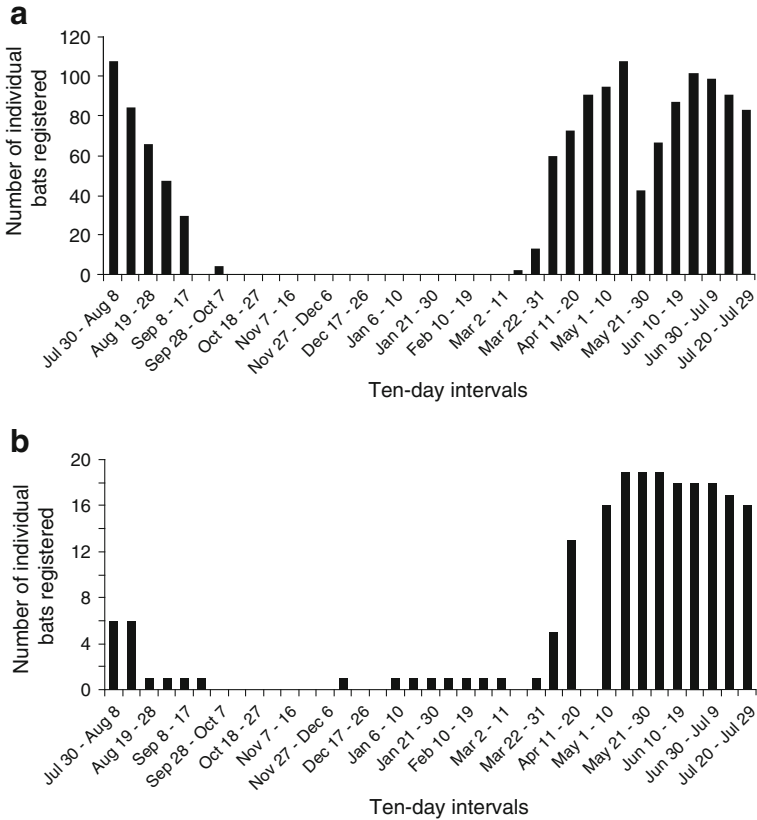 a
Number of individual
bats registered
120
100
80
60
40
20
0
Jul 30 - Aug 8
Aug 19 - 28
Sep 8 - 17
Sep 28 - Oct 7
Oct 18 - 27
Nov 7 - 16
Nov 27 - Dec 6
Dec 17 - 26
Jan 6 - 10
Jan 21 - 30
Feb 10 - 19
Mar 2 - 11
Mar 22 - 31
Apr 11 - 20
May 1 - 10
May 21 - 30
Jun 10 - 19
Jun 30 - Jul 9
Jul 20 - Jul 29
Ten-day intervals
b
Number of individual
bats registered
20
16
12
8
4
0
Jul 30 - Aug 8
Aug 19 - 28
Sep 8 - 17
Sep 28 - Oct 7
Oct 18 - 27
Nov 7 - 16
Nov 27 - Dec 6
Dec 17 - 26
Jan 6 - 10
Jan 21 - 30
Feb 10 - 19
Mar 2 - 11
Mar 22 - 31
Apr 11 - 20
May 1 - 10
May 21 - 30
Jun 10 - 19
Jun 30 - Jul 9
Jul 20 - Jul 29
Ten-day intervals